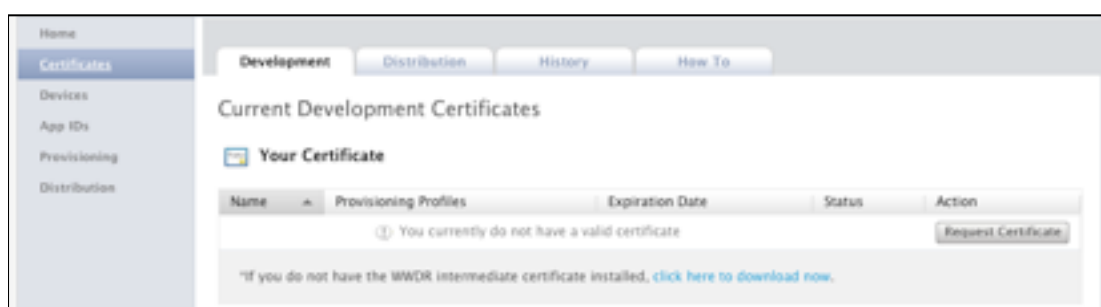 Home
Certificates
Devices
App IDs
Provisioning
Distribution
Development Distribution History How To
Current Development Certificates
Your Certificate
Name Provisioning Profiles Expiration Date Status Action
You currently do not have a valid certificate Request Certificate
*If you do not have the WWDR intermediate certificate installed, click here to download now.